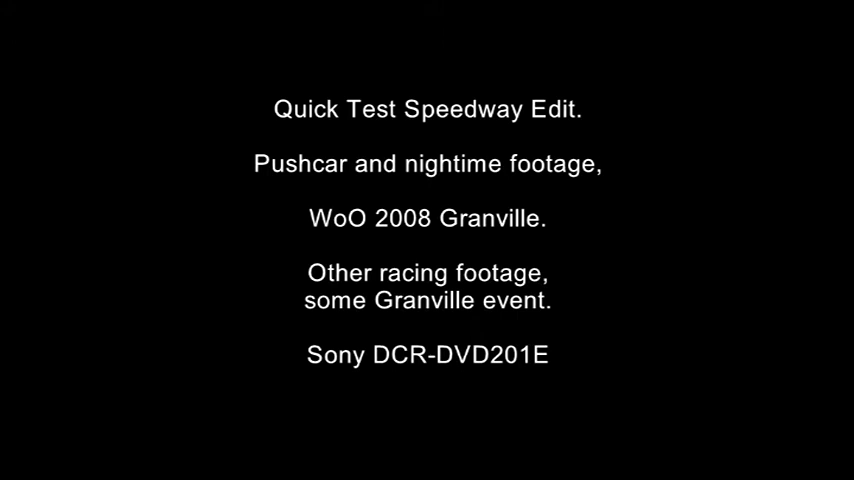 Quick Test Speedway Edit.
Pushcar and nightime footage,
WoO 2008 Granville.
Other racing footage,
some Granville event.
Sony DCR-DVD201E